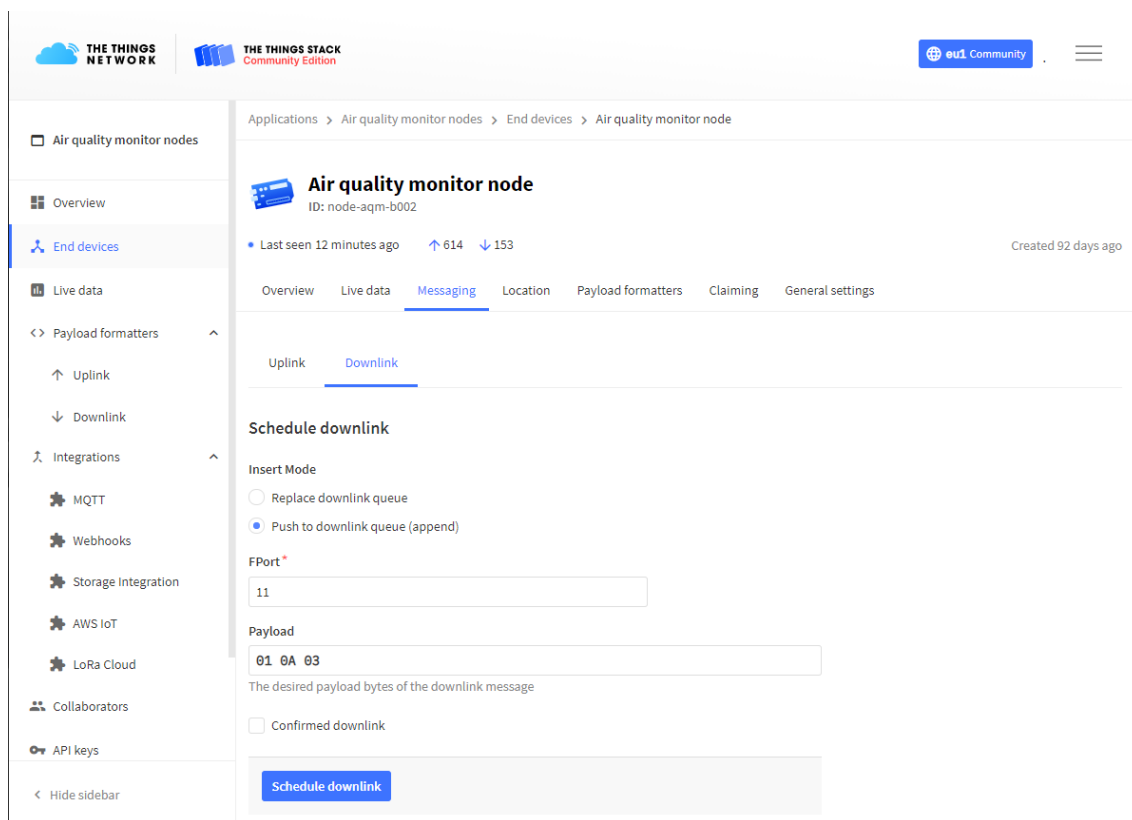 THE THINGS
NETWORK
THE THINGS STACK
Community Edition
eu1 Community
Air quality monitor nodes
Overview
End devices
Live data
Payload formatters
Uplink
Downlink
Integrations
MQTT
Webhooks
Storage Integration
AWS IoT
LoRa Cloud
Collaborators
API keys
Hide sidebar
Applications > Air quality monitor nodes > End devices > Air quality monitor node
Air quality monitor node
ID: node-aqm-b002
Last seen 12 minutes ago ↑ 614 ↓ 153 Created 92 days ago
Overview Live data Messaging Location Payload formatters Claiming General settings
Uplink Downlink
Schedule downlink
Insert Mode
Replace downlink queue
Push to downlink queue (append)
FPort *
11
Payload
01 0A 03
The desired payload bytes of the downlink message
Confirmed downlink
Schedule downlink